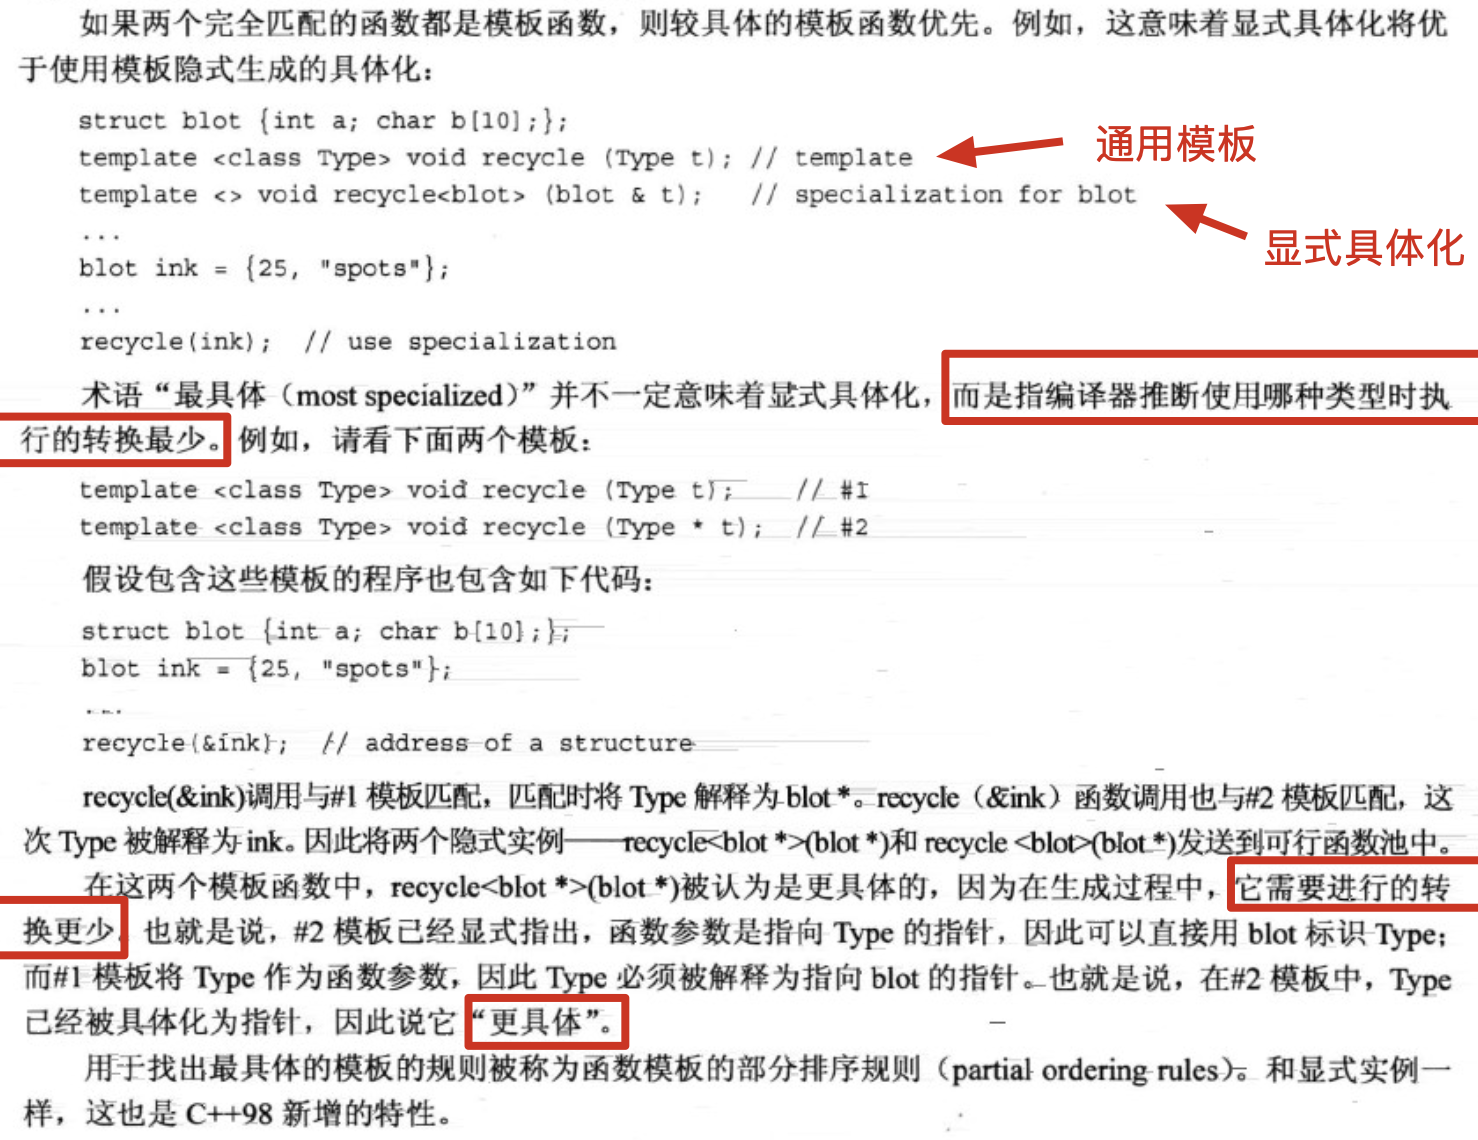 如果两个完全匹配的函数都是模板函数，则较具体的模板函数优先。例如，这意味着显式具体化将优
于使用模板隐式生成的具体化：
struct blot {int a; char b[10];};
template <class Type> void recycle (Type t); // template
通用模板
template <> void recycle<blot> (blot & t);   // specialization for blot
显式具体化
...
blot ink = {25, "spots"};
...
recycle(ink);  // use specialization
术语“最具体（most specialized）”并不一定意味着显式具体化，而是指编译器推断使用哪种类型时执
行的转换最少。例如，请看下面两个模板：
template <class Type> void recycle (Type t);    // #1
template <class Type> void recycle (Type * t);  // #2
假设包含这些模板的程序也包含如下代码：
struct blot {int a; char b[10];};
blot ink = {25, "spots"};
...
recycle(&ink);  // address of a structure
recycle(&ink)调用与#1 模板匹配，匹配时将 Type 解释为 blot *。recycle（&ink）函数调用也与#2 模板匹配，这
次 Type 被解释为 ink。因此将两个隐式实例——recycle<blot *>(blot *)和 recycle <blot>(blot *)发送到可行函数池中。
在这两个模板函数中，recycle<blot *>(blot *)被认为是更具体的，因为在生成过程中，它需要进行的转
换更少。也就是说，#2 模板已经显式指出，函数参数是指向 Type 的指针，因此可以直接用 blot 标识 Type；
而#1 模板将 Type 作为函数参数，因此 Type 必须被解释为指向 blot 的指针。也就是说，在#2 模板中，Type
已经被具体化为指针，因此说它“更具体”。
用于找出最具体的模板的规则被称为函数模板的部分排序规则（partial ordering rules）。和显式实例一
样，这也是 C++98 新增的特性。